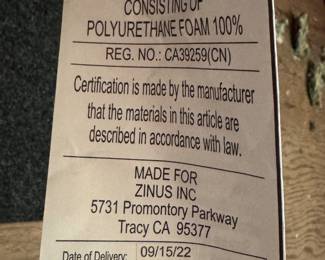 CONSISTING OF
POLYURETHANE FOAM 100%
REG. NO.: CA39259(CN)
Certification is made by the manufacturer
that the materials in this article are
described in accordance with law.
MADE FOR
ZINUS INC
5731 Promontory Parkway
Tracy CA 95377
Date of Delivery: 09/15/22